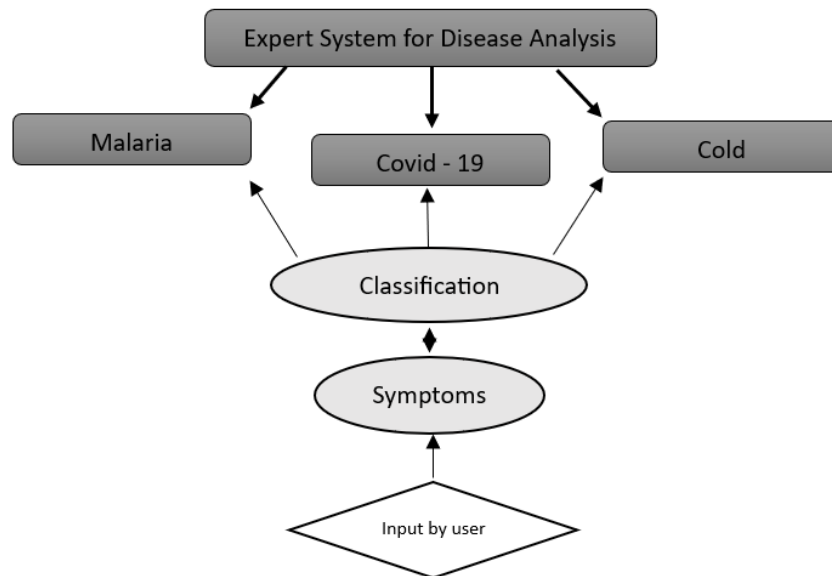 Expert System for Disease Analysis
Malaria
Covid - 19
Cold
Classification
Symptoms
Input by user